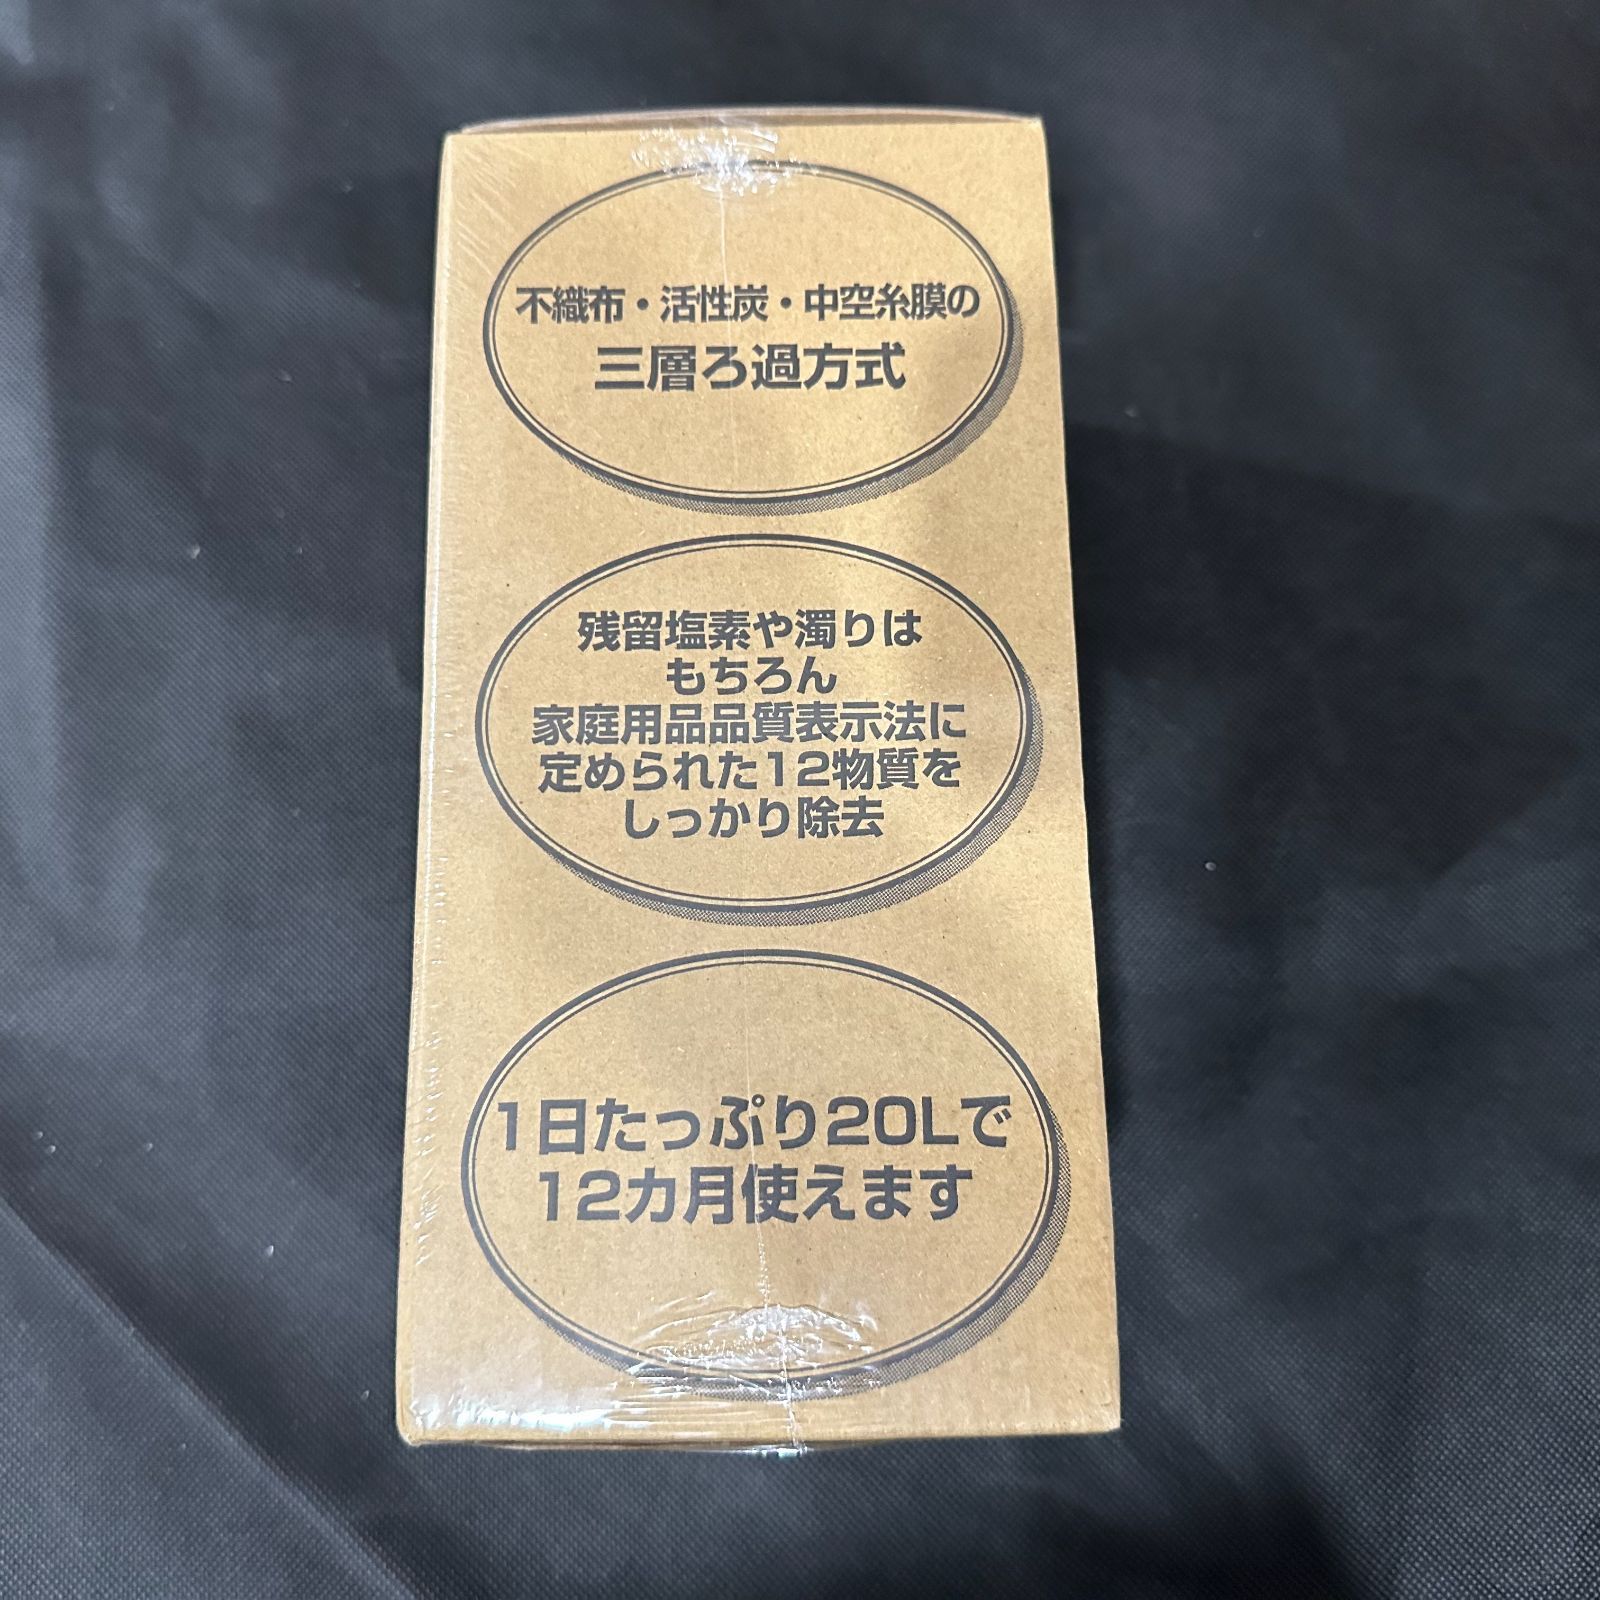 不織布・活性炭・中空糸膜の
三層ろ過方式
残留塩素や濁りは
もちろん
家庭用品品質表示法に
定められた12物質を
しっかり除去
1日たっぷり20Lで
12カ月使えます